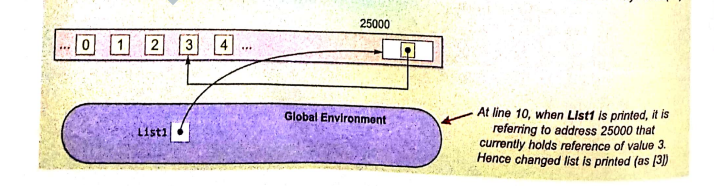 25000
... 0 1 2 3 4 ...
Global Environment
List1
At line 10, when List1 is printed, it is
referring to address 25000 that
currently holds reference of value 3.
Hence changed list is printed (as [3])